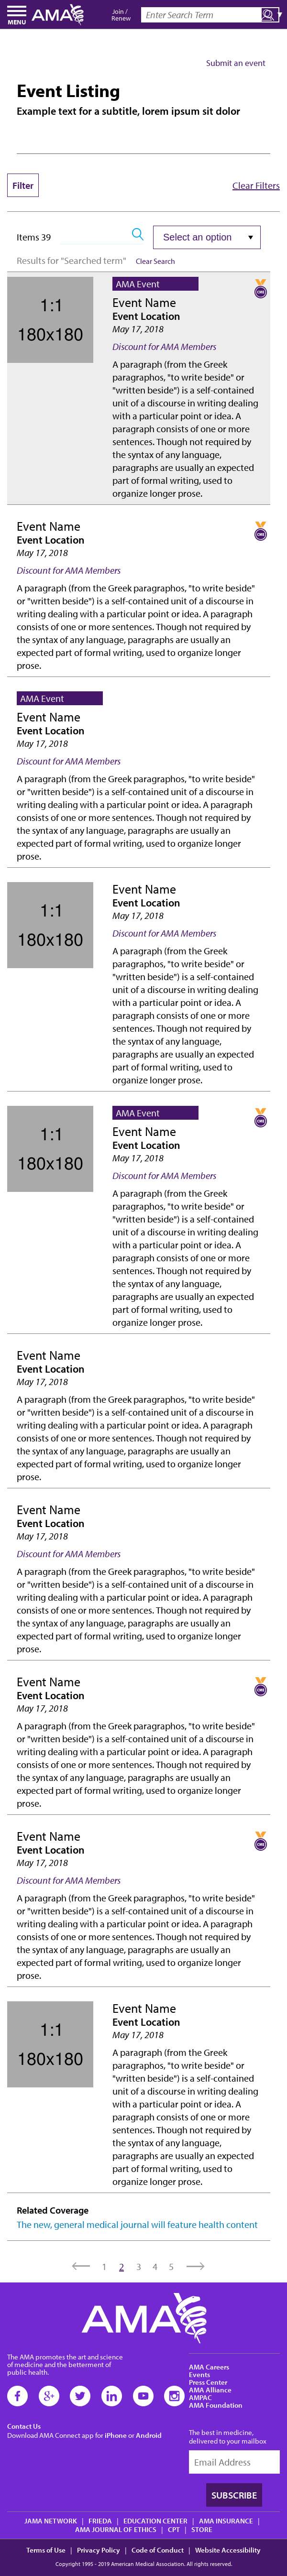 MENU
AMA
Join /
Renew
Enter Search Term
Submit an event
Event Listing
Example text for a subtitle, lorem ipsum sit dolor
Filter
Clear Filters
Items 39
Select an option
Results for "Searched term" Clear Search
1:1
180x180
AMA Event
Event Name
Event Location
May 17, 2018
Discount for AMA Members
A paragraph (from the Greek
paragraphos, "to write beside" or
"written beside") is a self-contained
unit of a discourse in writing dealing
with a particular point or idea. A
paragraph consists of one or more
sentences. Though not required by
the syntax of any language,
paragraphs are usually an expected
part of formal writing, used to
organize longer prose.
Event Name
Event Location
May 17, 2018
Discount for AMA Members
A paragraph (from the Greek paragraphos, "to write beside"
or "written beside") is a self-contained unit of a discourse in
writing dealing with a particular point or idea. A paragraph
consists of one or more sentences. Though not required by
the syntax of any language, paragraphs are usually an
expected part of formal writing, used to organize longer
prose.
AMA Event
Event Name
Event Location
May 17, 2018
Discount for AMA Members
A paragraph (from the Greek paragraphos, "to write beside"
or "written beside") is a self-contained unit of a discourse in
writing dealing with a particular point or idea. A paragraph
consists of one or more sentences. Though not required by
the syntax of any language, paragraphs are usually an
expected part of formal writing, used to organize longer
prose.
1:1
180x180
Event Name
Event Location
May 17, 2018
Discount for AMA Members
A paragraph (from the Greek
paragraphos, "to write beside" or
"written beside") is a self-contained
unit of a discourse in writing dealing
with a particular point or idea. A
paragraph consists of one or more
sentences. Though not required by
the syntax of any language,
paragraphs are usually an expected
part of formal writing, used to
organize longer prose.
1:1
180x180
AMA Event
Event Name
Event Location
May 17, 2018
Discount for AMA Members
A paragraph (from the Greek
paragraphos, "to write beside" or
"written beside") is a self-contained
unit of a discourse in writing dealing
with a particular point or idea. A
paragraph consists of one or more
sentences. Though not required by
the syntax of any language,
paragraphs are usually an expected
part of formal writing, used to
organize longer prose.
Event Name
Event Location
May 17, 2018
A paragraph (from the Greek paragraphos, "to write beside"
or "written beside") is a self-contained unit of a discourse in
writing dealing with a particular point or idea. A paragraph
consists of one or more sentences. Though not required by
the syntax of any language, paragraphs are usually an
expected part of formal writing, used to organize longer
prose.
Event Name
Event Location
May 17, 2018
Discount for AMA Members
A paragraph (from the Greek paragraphos, "to write beside"
or "written beside") is a self-contained unit of a discourse in
writing dealing with a particular point or idea. A paragraph
consists of one or more sentences. Though not required by
the syntax of any language, paragraphs are usually an
expected part of formal writing, used to organize longer
prose.
Event Name
Event Location
May 17, 2018
A paragraph (from the Greek paragraphos, "to write beside"
or "written beside") is a self-contained unit of a discourse in
writing dealing with a particular point or idea. A paragraph
consists of one or more sentences. Though not required by
the syntax of any language, paragraphs are usually an
expected part of formal writing, used to organize longer
prose.
Event Name
Event Location
May 17, 2018
Discount for AMA Members
A paragraph (from the Greek paragraphos, "to write beside"
or "written beside") is a self-contained unit of a discourse in
writing dealing with a particular point or idea. A paragraph
consists of one or more sentences. Though not required by
the syntax of any language, paragraphs are usually an
expected part of formal writing, used to organize longer
prose.
1:1
180x180
Event Name
Event Location
May 17, 2018
A paragraph (from the Greek
paragraphos, "to write beside" or
"written beside") is a self-contained
unit of a discourse in writing dealing
with a particular point or idea. A
paragraph consists of one or more
sentences. Though not required by
the syntax of any language,
paragraphs are usually an expected
part of formal writing, used to
organize longer prose.
Related Coverage
The new, general medical journal will feature health content
1 2 3 4 5
AMA
The AMA promotes the art and science
of medicine and the betterment of
public health.
Contact Us
Download AMA Connect app for iPhone or Android
AMA Careers
Events
Press Center
AMA Alliance
AMPAC
AMA Foundation
The best in medicine,
delivered to your mailbox
Email Address
SUBSCRIBE
JAMA NETWORK | FRIEDA | EDUCATION CENTER | AMA INSURANCE |
AMA JOURNAL OF ETHICS | CPT | STORE
Terms of Use | Privacy Policy | Code of Conduct | Website Accessibility
Copyright 1995 - 2019 American Medical Association. All rights reserved.